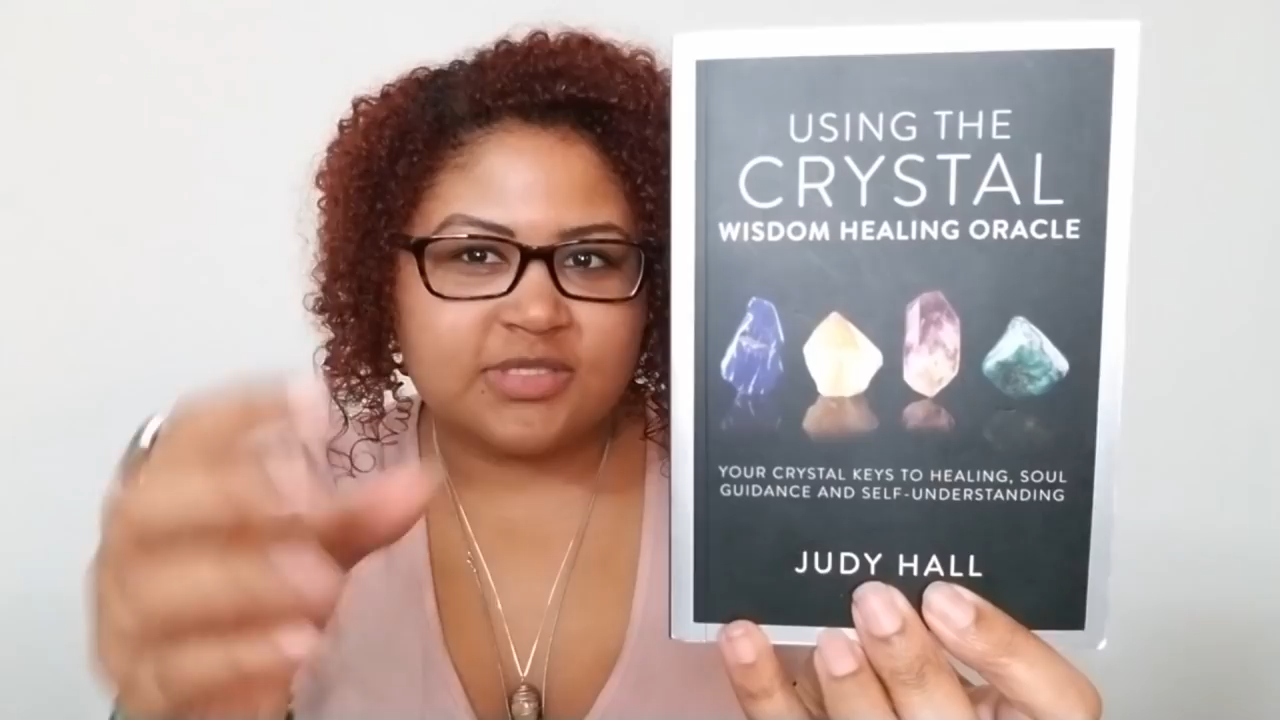 USING THE
CRYSTAL
WISDOM HEALING ORACLE
YOUR CRYSTAL KEYS TO HEALING, SOUL
GUIDANCE AND SELF-UNDERSTANDING
JUDY HALL